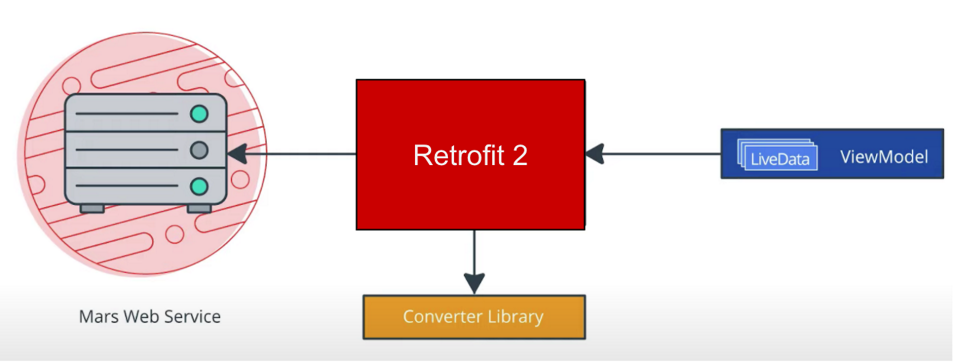 Retrofit 2
LiveData
ViewModel
Mars Web Service
Converter Library